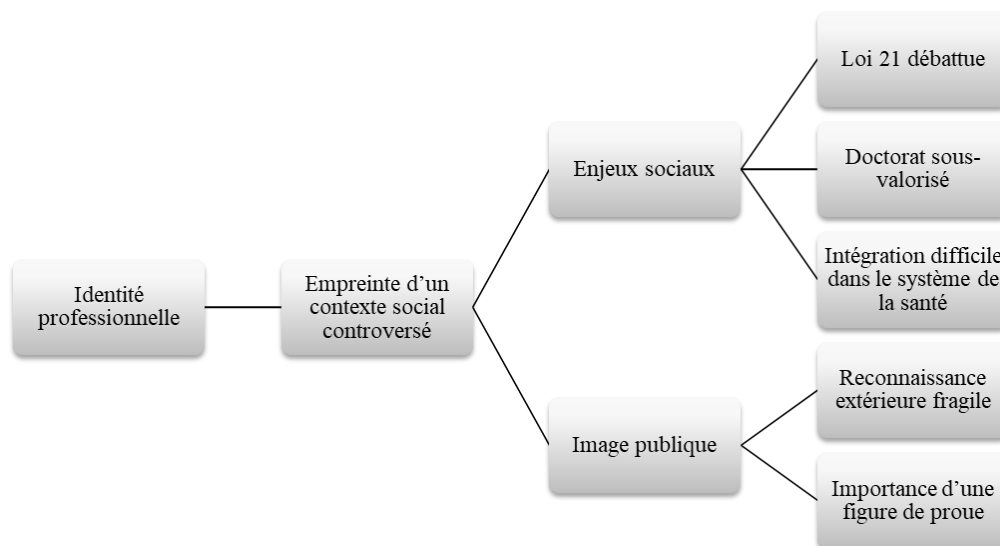 Identité
professionnelle
Empreinte d’un
contexte social
controversé
Enjeux sociaux
Loi 21 débattue
Doctorat sous-
valorisé
Intégration difficile
dans le système de
la santé
Image publique
Reconnaissance
extérieure fragile
Importance d’une
figure de proue